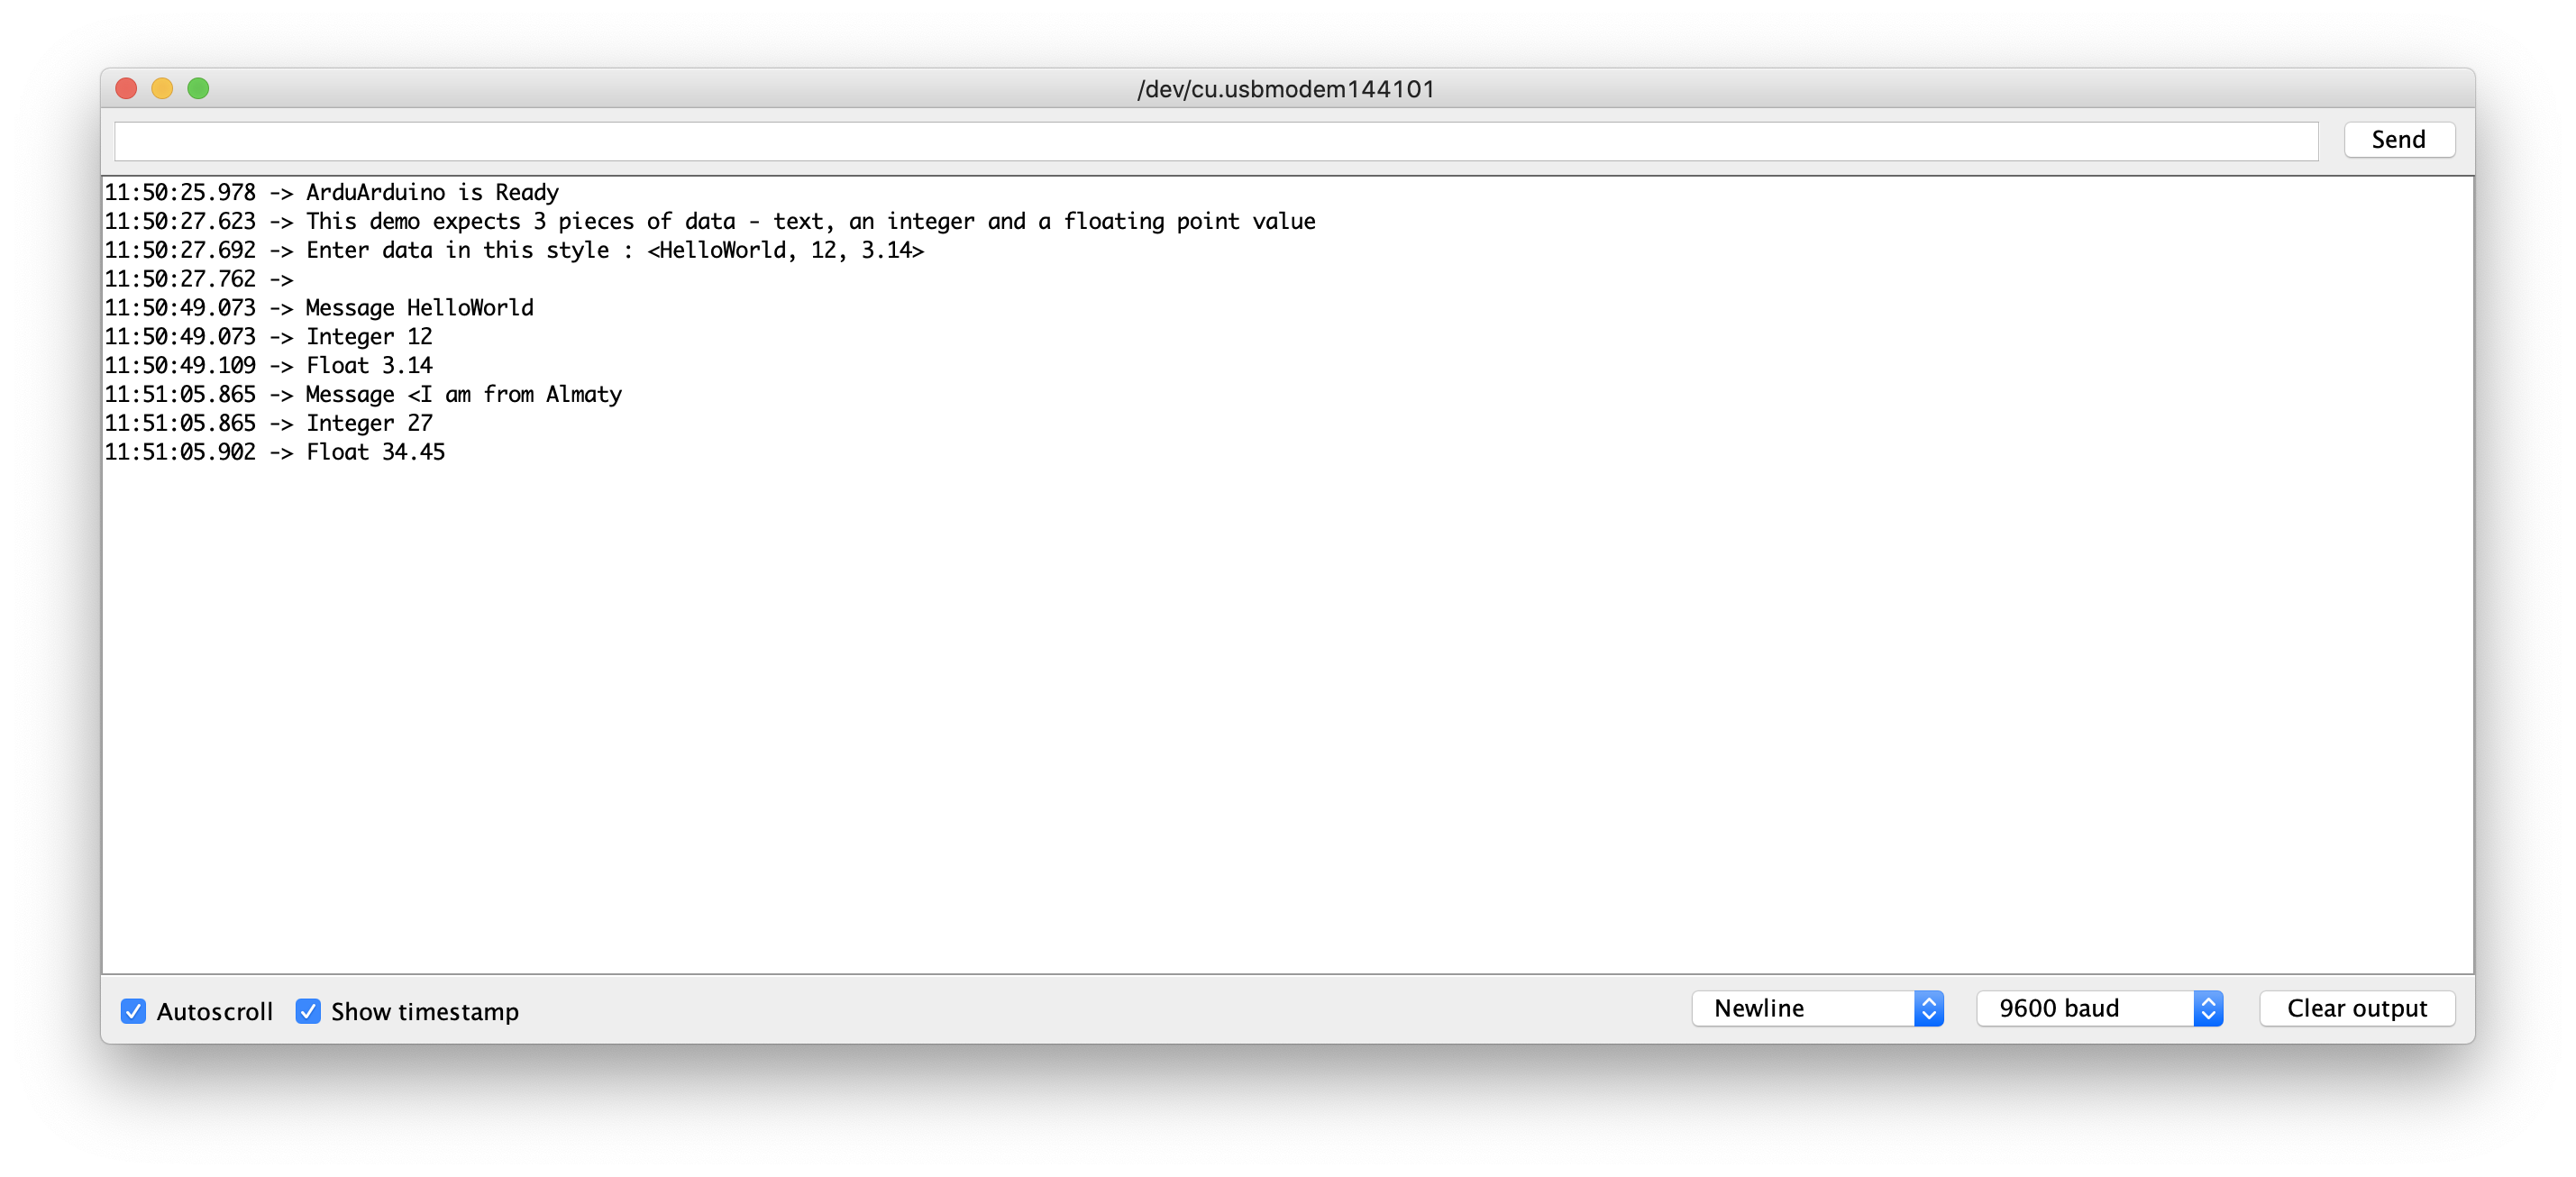 /dev/cu.usbmodem144101
Send
11:50:25.978 -> ArduArduino is Ready
11:50:27.623 -> This demo expects 3 pieces of data - text, an integer and a floating point value
11:50:27.692 -> Enter data in this style : <HelloWorld, 12, 3.14>
11:50:27.762 ->
11:50:49.073 -> Message HelloWorld
11:50:49.073 -> Integer 12
11:50:49.109 -> Float 3.14
11:51:05.865 -> Message <I am from Almaty
11:51:05.865 -> Integer 27
11:51:05.902 -> Float 34.45
Autoscroll Show timestamp Newline 9600 baud Clear output